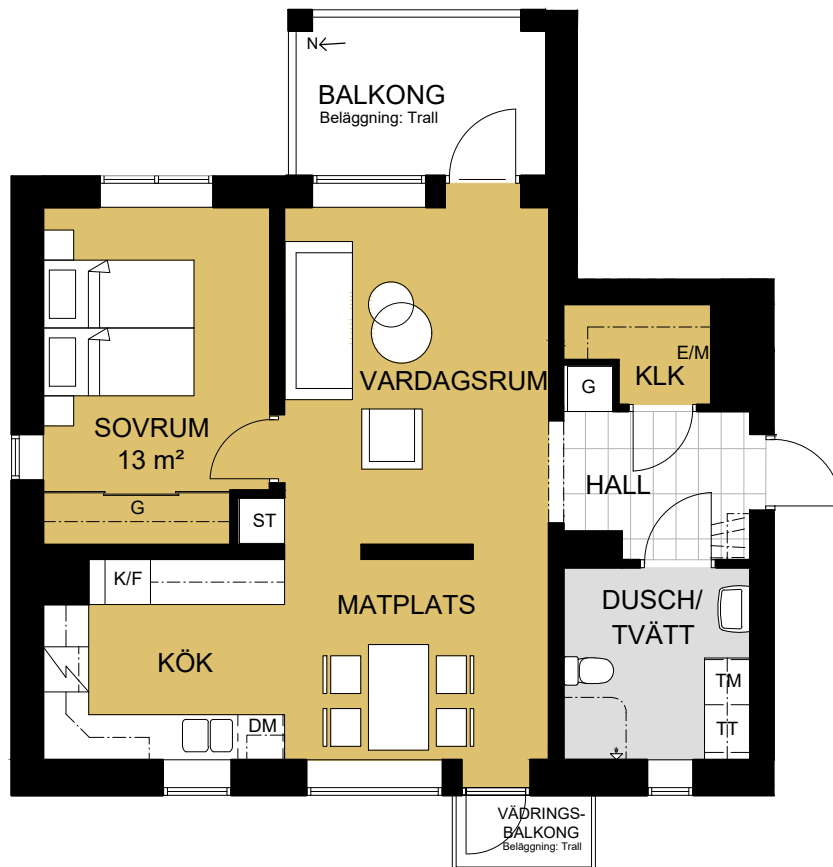 N
BALKONG
Beläggning: Trall
E/M
KLK
G
VARDAGSRUM
SOVRUM
13 m²
HALL
G
ST
K/F
MATPLATS
DUSCH/
TVÄTT
KÖK
TM
DM
TT
VÄDRINGS-
BALKONG
Beläggning: Trall